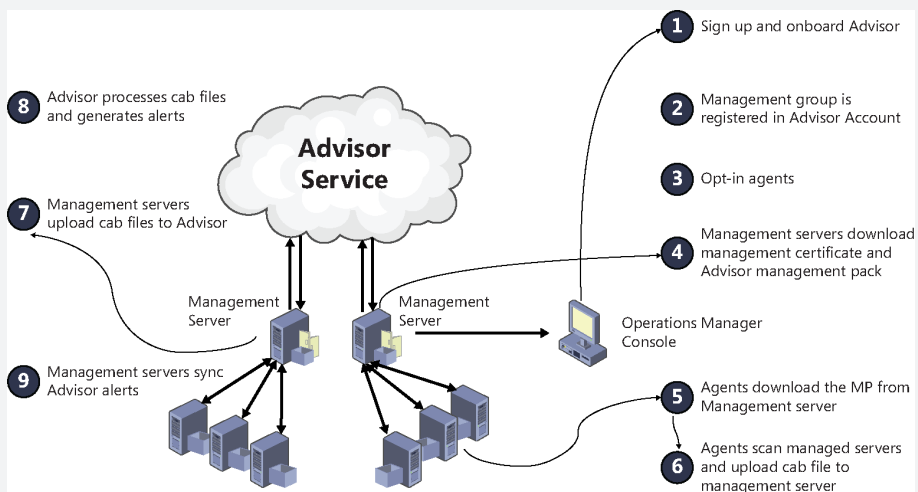 1
Sign up and onboard Advisor
2
Management group is
registered in Advisor Account
3
Opt-in agents
4
Management servers download
management certificate and
Advisor management pack
5
Agents download the MP from
Management server
6
Agents scan managed servers
and upload cab file to
management server
7
Management servers
upload cab files to Advisor
8
Advisor processes cab files
and generates alerts
9
Management servers sync
Advisor alerts
Advisor
Service
Management
Server
Management
Server
Operations Manager
Console